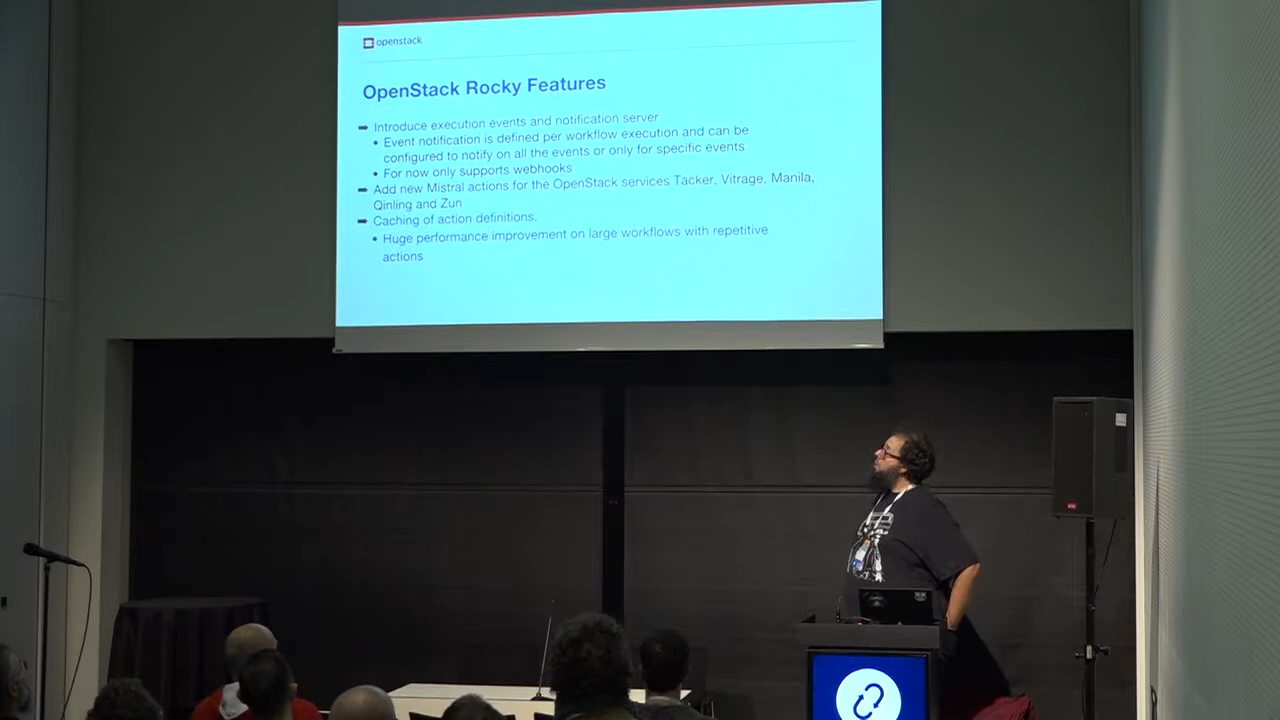 openstack
OpenStack Rocky Features
Introduce execution events and notification server
• Event notification is defined per workflow execution and can be
configured to notify on all the events or only for specific events
• For now only supports webhooks
Add new Mistral actions for the OpenStack services Tacker, Vitrage, Manila,
Qinling and Zun
Caching of action definitions.
• Huge performance improvement on large workflows with repetitive
actions